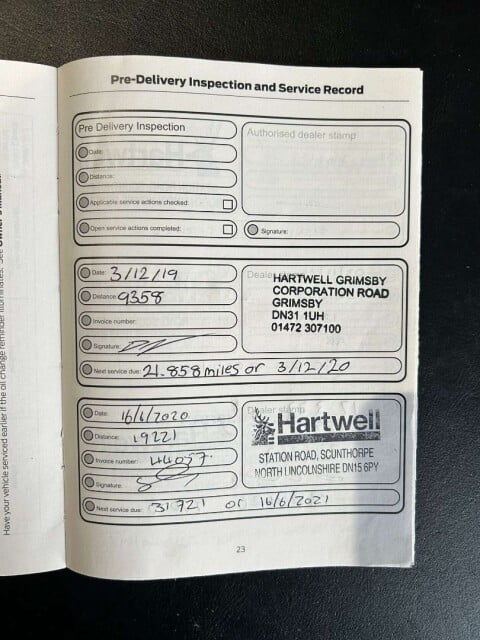 Pre-Delivery Inspection and Service Record
Pre Delivery Inspection
Date:
Distance:
Applicable service actions checked:
Open service actions completed:
Authorised dealer stamp
Signature:
Date: 3/12/19
Distance: 9358
Invoice number:
Signature:
Next service due: 21.858 miles or 3/12/20
Dealer stamp
HARTWELL GRIMSBY
CORPORATION ROAD
GRIMSBY
DN31 1UH
01472 307100
Date: 16/6/2020
Distance: 19221
Invoice number:
Signature:
Next service due: 31721 or 16/6/2021
Dealer stamp
Hartwell
STATION ROAD, SCUNTHORPE
NORTH LINCOLNSHIRE DN15 6PY
23
Have your vehicle serviced earlier if the oil change reminder illuminates. See Owner's Manual.